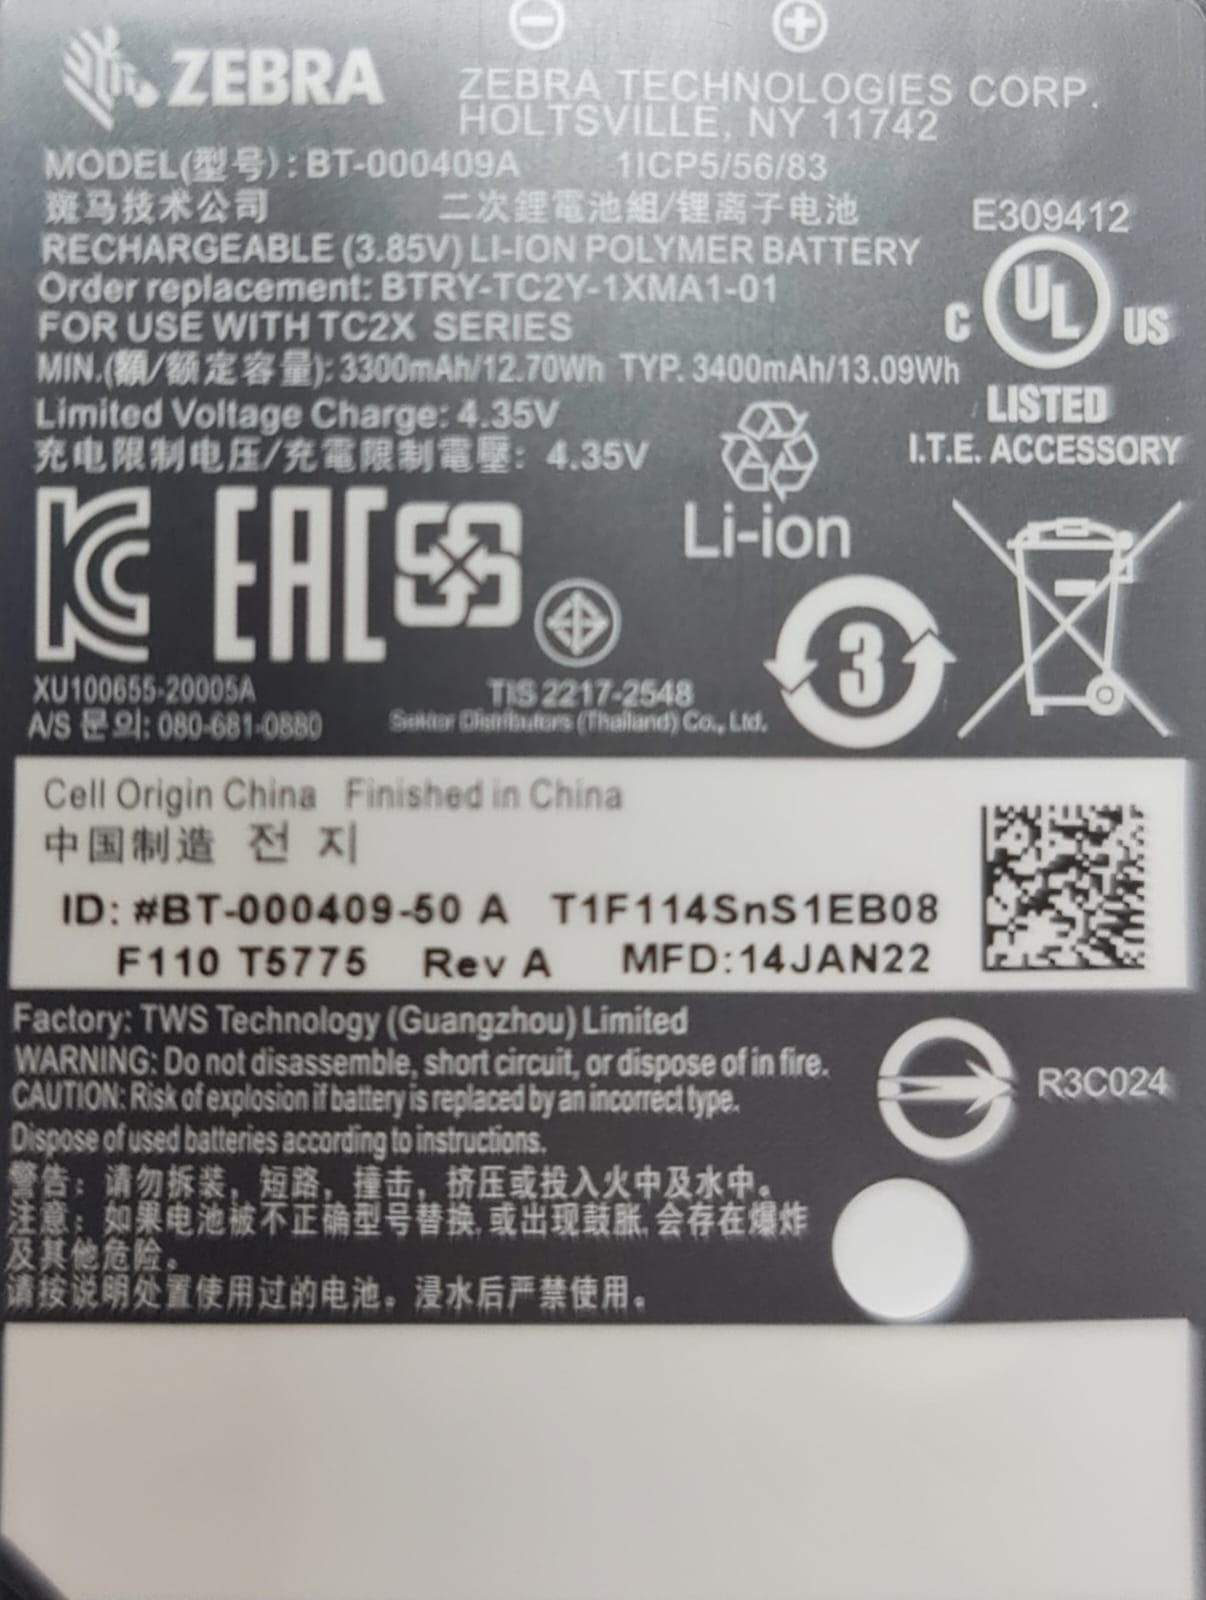 ZEBRA
ZEBRA TECHNOLOGIES CORP.
HOLTSVILLE, NY 11742
MODEL(型号): BT-000409A 1ICP5/56/83
斑马技术公司 二次鋰電池組/锂离子电池
E309412
RECHARGEABLE (3.85V) LI-ION POLYMER BATTERY
Order replacement: BTRY-TC2Y-1XMA1-01
FOR USE WITH TC2X SERIES
C UL US
MIN.(額/额定容量): 3300mAh/12.70Wh TYP. 3400mAh/13.09Wh
LISTED
Limited Voltage Charge: 4.35V
I.T.E. ACCESSORY
充电限制电压/充電限制電壓: 4.35V
Li-ion
KC EAC
3
XU100655-20005A
TIS 2217-2548
A/S 문의: 080-681-0880
Sektor Distributors (Thailand) Co., Ltd.
Cell Origin China Finished in China
中国制造 전 지
ID: #BT-000409-50 A T1F114SnS1EB08
F110 T5775 Rev A MFD:14JAN22
Factory: TWS Technology (Guangzhou) Limited
WARNING: Do not disassemble, short circuit, or dispose of in fire.
R3C024
CAUTION: Risk of explosion if battery is replaced by an incorrect type.
Dispose of used batteries according to instructions.
警告：请勿拆装，短路，撞击，挤压或投入火中及水中。
注意：如果电池被不正确型号替换,或出现鼓胀,会存在爆炸
及其他危险。
请按说明处置使用过的电池。浸水后严禁使用。